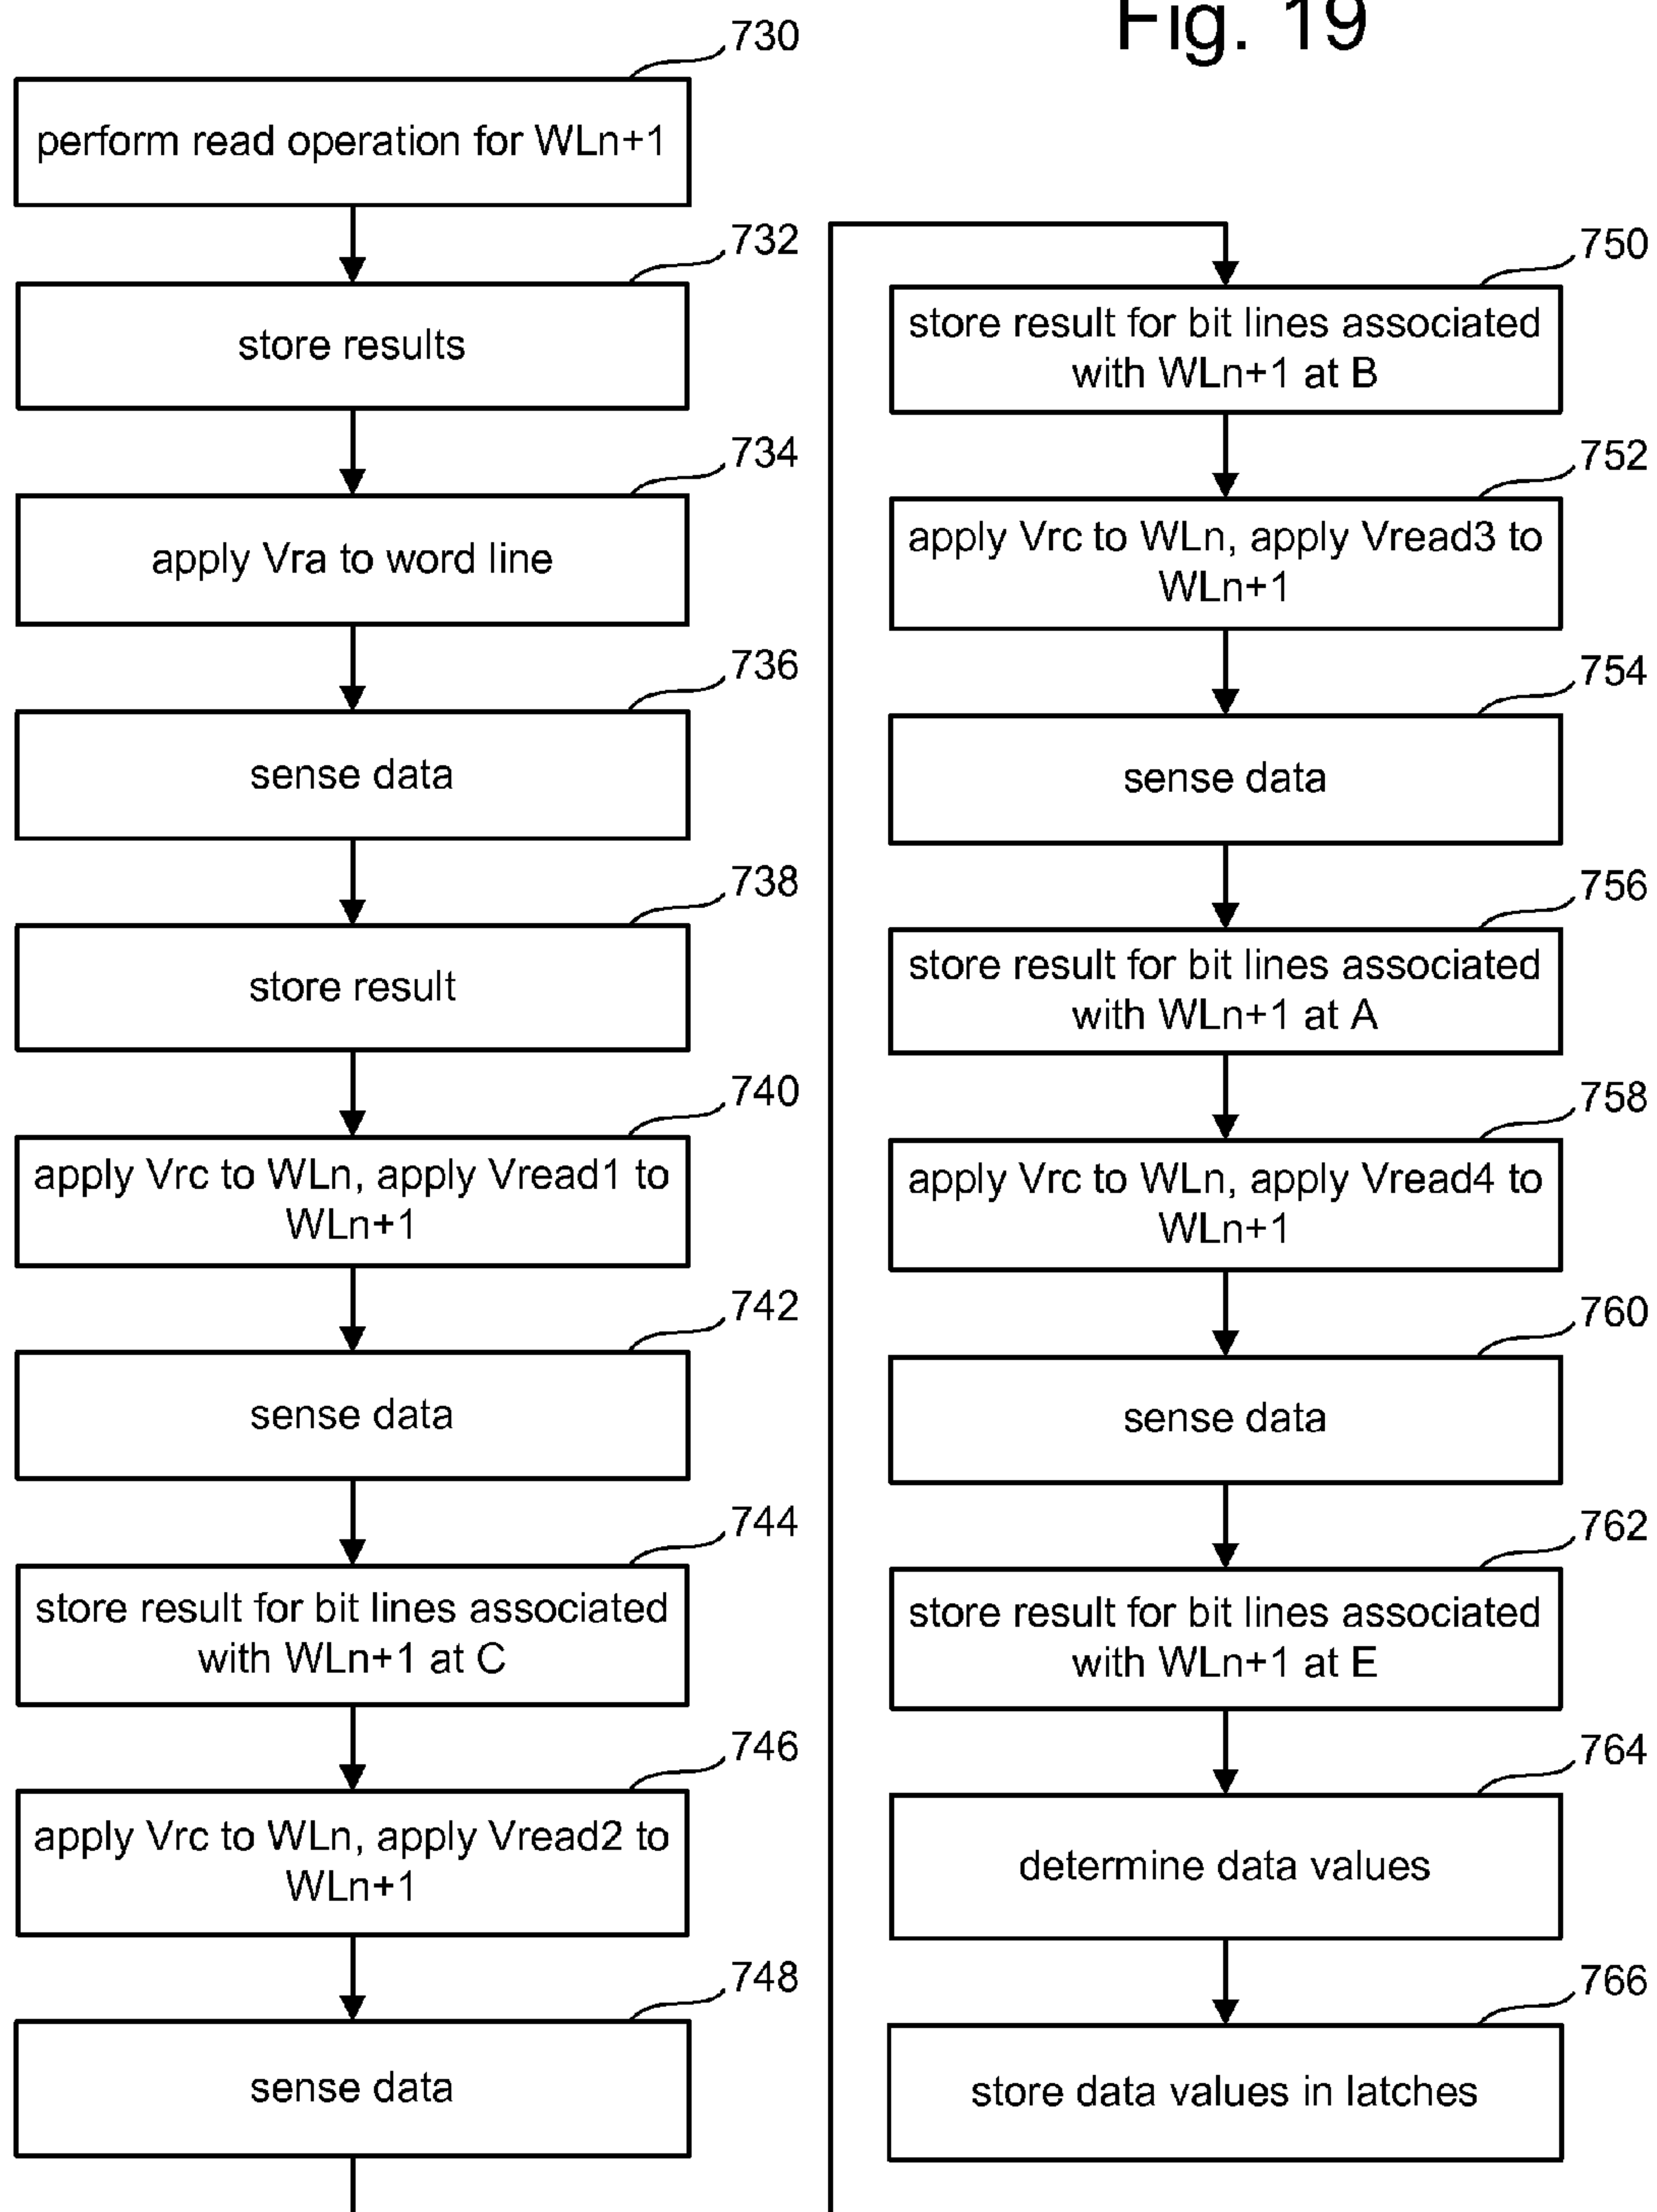 Fig. 19
730
perform read operation for WLn+1
732
store results
734
apply Vra to word line
736
sense data
738
store result
740
apply Vrc to WLn, apply Vread1 to
WLn+1
742
sense data
744
store result for bit lines associated
with WLn+1 at C
746
apply Vrc to WLn, apply Vread2 to
WLn+1
748
sense data
750
store result for bit lines associated
with WLn+1 at B
752
apply Vrc to WLn, apply Vread3 to
WLn+1
754
sense data
756
store result for bit lines associated
with WLn+1 at A
758
apply Vrc to WLn, apply Vread4 to
WLn+1
760
sense data
762
store result for bit lines associated
with WLn+1 at E
764
determine data values
766
store data values in latches